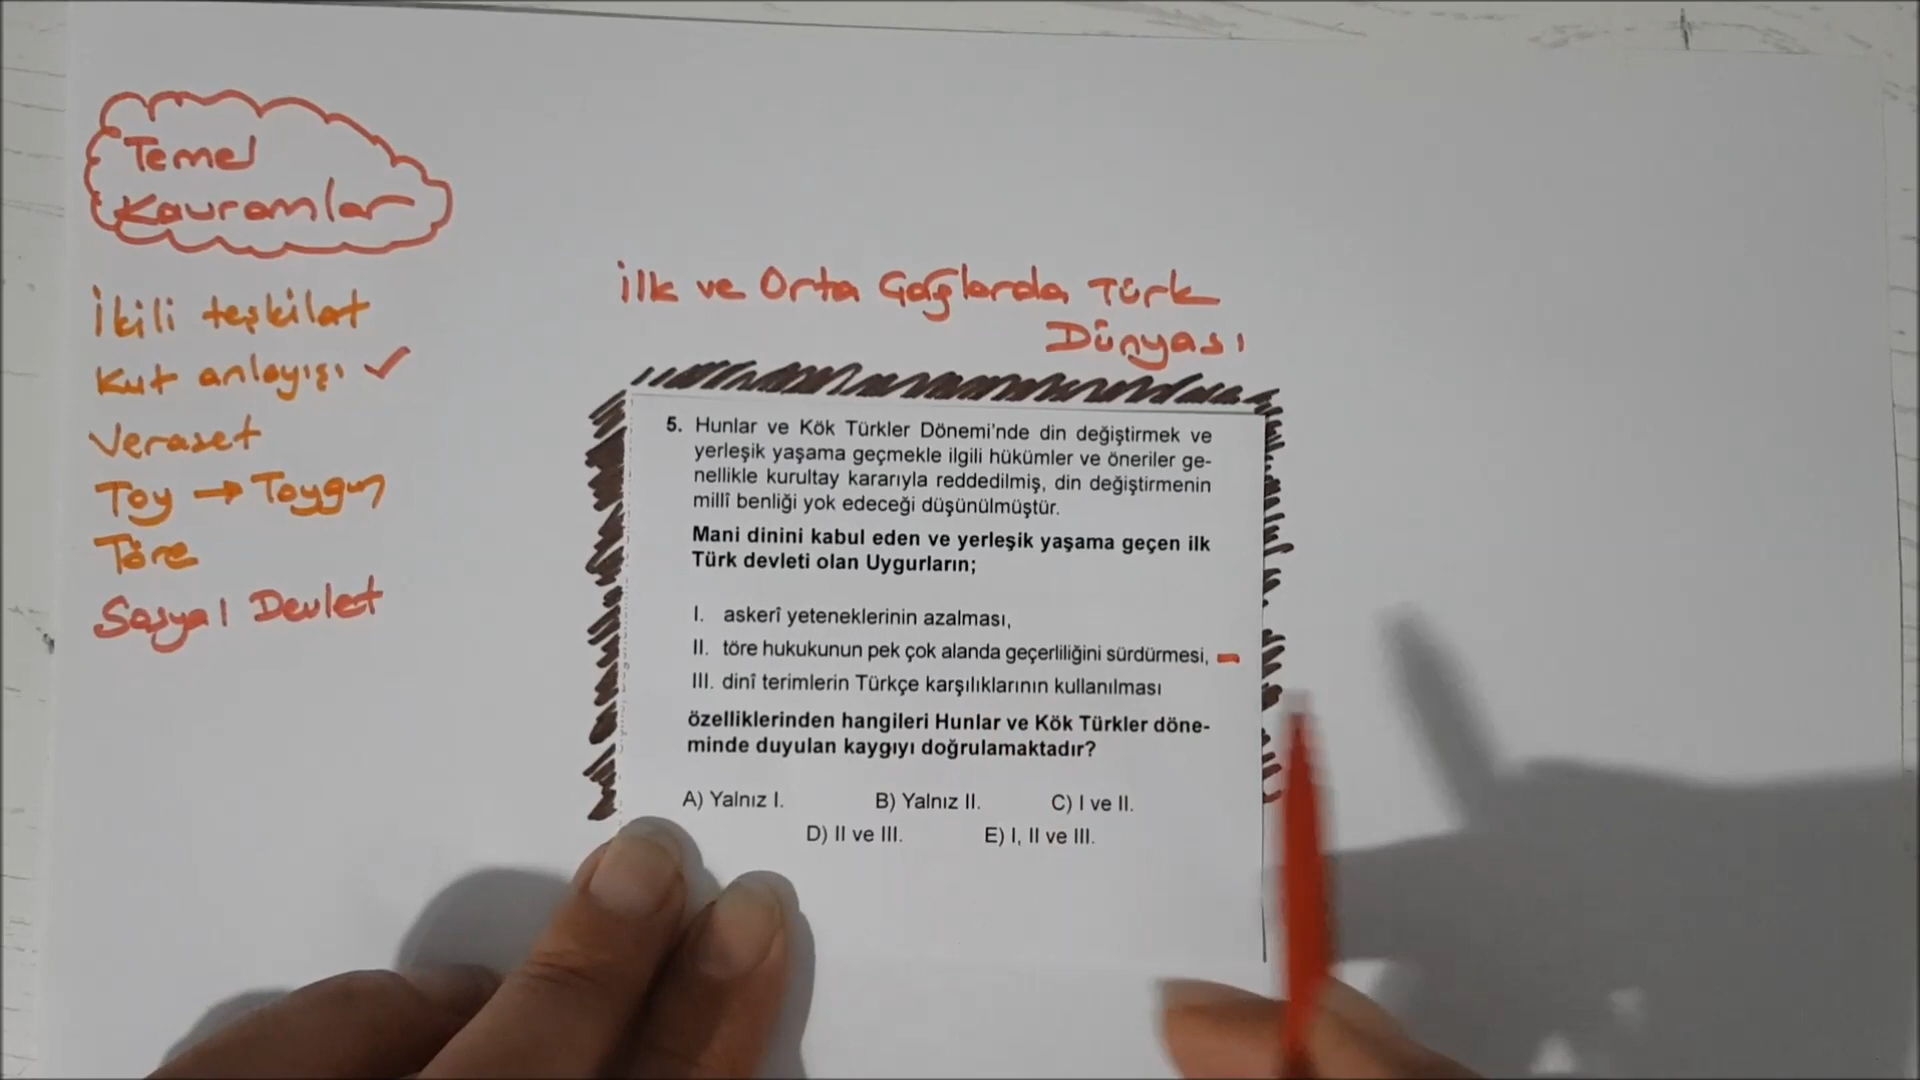 Temel
Kavramlar
İkili teşkilat
Kut anlayışı ✓
Veraset
Toy → Toygun
Töre
Sosyal Devlet
İlk ve Orta Çağlarda Türk
Dünyası
5. Hunlar ve Kök Türkler Dönemi'nde din değiştirmek ve
yerleşik yaşama geçmekle ilgili hükümler ve öneriler ge-
nellikle kurultay kararıyla reddedilmiş, din değiştirmenin
millî benliği yok edeceği düşünülmüştür.
Mani dinini kabul eden ve yerleşik yaşama geçen ilk
Türk devleti olan Uygurların;
I. askerî yeteneklerinin azalması,
II. töre hukukunun pek çok alanda geçerliliğini sürdürmesi,
III. dinî terimlerin Türkçe karşılıklarının kullanılması
özelliklerinden hangileri Hunlar ve Kök Türkler döne-
minde duyulan kaygıyı doğrulamaktadır?
A) Yalnız I. B) Yalnız II. C) I ve II.
D) II ve III. E) I, II ve III.